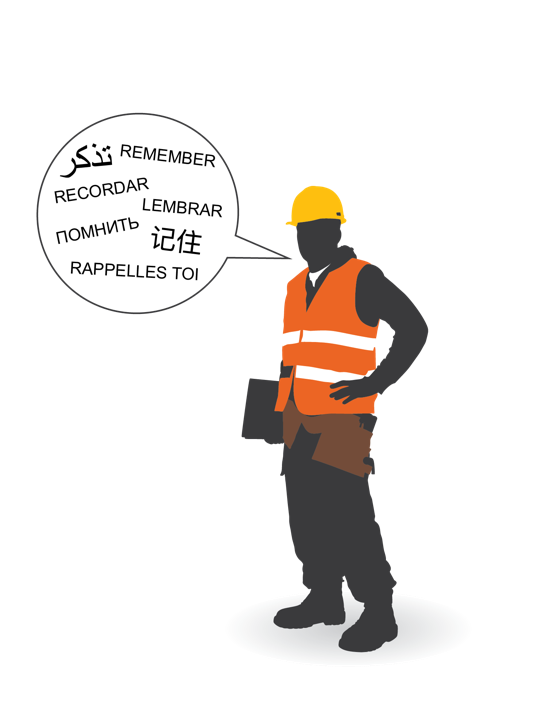 تذكر
REMEMBER
RECORDAR
LEMBRAR
ПОМНИТЬ
记住
RAPPELLES TOI